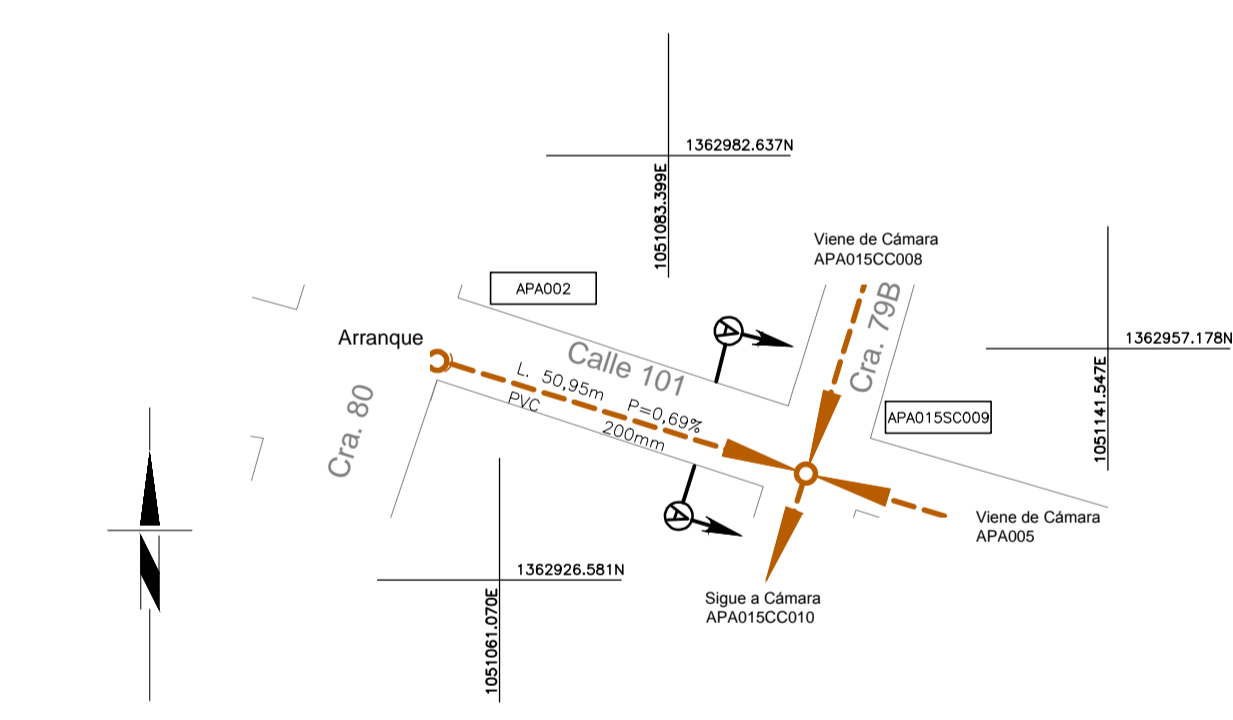 1362982.637N
1051083.399E
Viene de Cámara
APA015CC008
APA002
Cra. 79B
A
Arranque
1362957.178N
1051141.547E
Calle 101
L. 50,95m P=0,69%
PVC
200mm
Cra. 80
APA015SC009
A
Viene de Cámara
APA005
1362926.581N
1051061.070E
Sigue a Cámara
APA015CC010